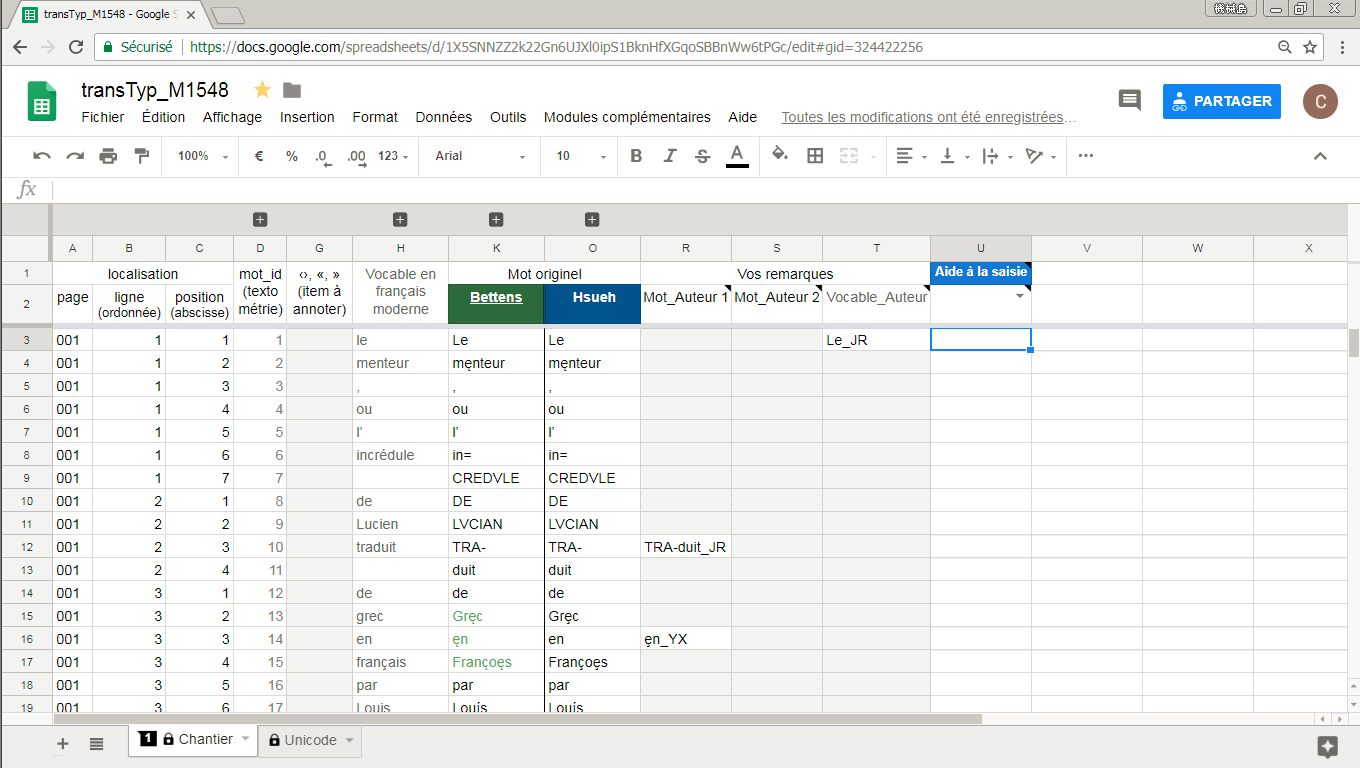 transTyp_M1548 - Google S
機械島
Sécurisé https://docs.google.com/spreadsheets/d/1X5SNNZZ2k22Gn6UJXl0ipS1BknHfXGqoSBBnWw6tPGc/edit#gid=324422256
transTyp_M1548
PARTAGER
C
Fichier Édition Affichage Insertion Format Données Outils Modules complémentaires Aide Toutes les modifications ont été enregistrées…
100% € % .0 .00 123 Arial 10 B I S A
fx
A B C D G H K O R S T U V W X
1 localisation mot_id (texto métrie) ‹›, «, » (item à annoter) Vocable en français moderne Mot originel Vos remarques Aide à la saisie
2 page ligne (ordonnée) position (abscisse) Bettens Hsueh Mot_Auteur 1 Mot_Auteur 2 Vocable_Auteur
3 001 1 1 1 le Le Le Le_JR
4 001 1 2 2 menteur męnteur męnteur
5 001 1 3 3 , , ,
6 001 1 4 4 ou ou ou
7 001 1 5 5 l’ l’ l’
8 001 1 6 6 incrédule in= in=
9 001 1 7 7 CREDVLE CREDVLE
10 001 2 1 8 de DE DE
11 001 2 2 9 Lucien LVCIAN LVCIAN
12 001 2 3 10 traduit TRA- TRA- TRA-duit_JR
13 001 2 4 11 duit duit
14 001 3 1 12 de de de
15 001 3 2 13 grec Gręc Gręc
16 001 3 3 14 en ęn en ęn_YX
17 001 3 4 15 français Françoęs Françoęs
18 001 3 5 16 par par par
19 001 3 6 17 Louis Louís Louís
1 Chantier Unicode